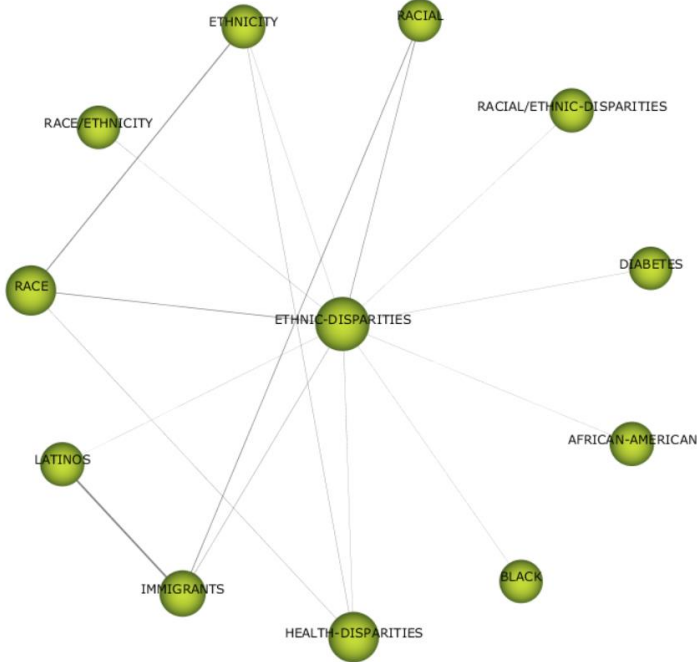 RACIAL
ETHNICITY
RACIAL/ETHNIC-DISPARITIES
RACE/ETHNICITY
DIABETES
RACE
ETHNIC-DISPARITIES
AFRICAN-AMERICAN
LATINOS
BLACK
IMMIGRANTS
HEALTH-DISPARITIES